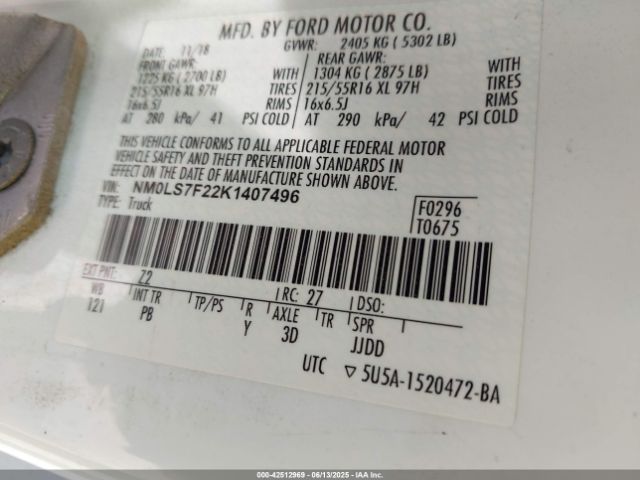 MFD. BY FORD MOTOR CO.
DATE: 11/18 GVWR: 2405 KG ( 5302 LB)
FRONT GAWR: REAR GAWR:
1225 KG ( 2700 LB) WITH 1304 KG ( 2875 LB) WITH
215/55R16 XL 97H TIRES 215/55R16 XL 97H TIRES
16x6.5J RIMS 16x6.5J RIMS
AT 280 kPa/ 41 PSI COLD AT 290 kPa/ 42 PSI COLD
THIS VEHICLE CONFORMS TO ALL APPLICABLE FEDERAL MOTOR
VEHICLE SAFETY AND THEFT PREVENTION STANDARDS IN
EFFECT ON THE DATE OF MANUFACTURE SHOWN ABOVE.
VIN: NM0LS7F22K1407496
TYPE: Truck
F0296
T0675
EXT PNT: Z2 RC: 27 DSO:
WB INT TR TP/PS R AXLE TR SPR
121 PB Y 3D JJDD
UTC ▽ 5U5A-1520472-BA
000-42512969 | 06/13/2025 | IAAI.COM